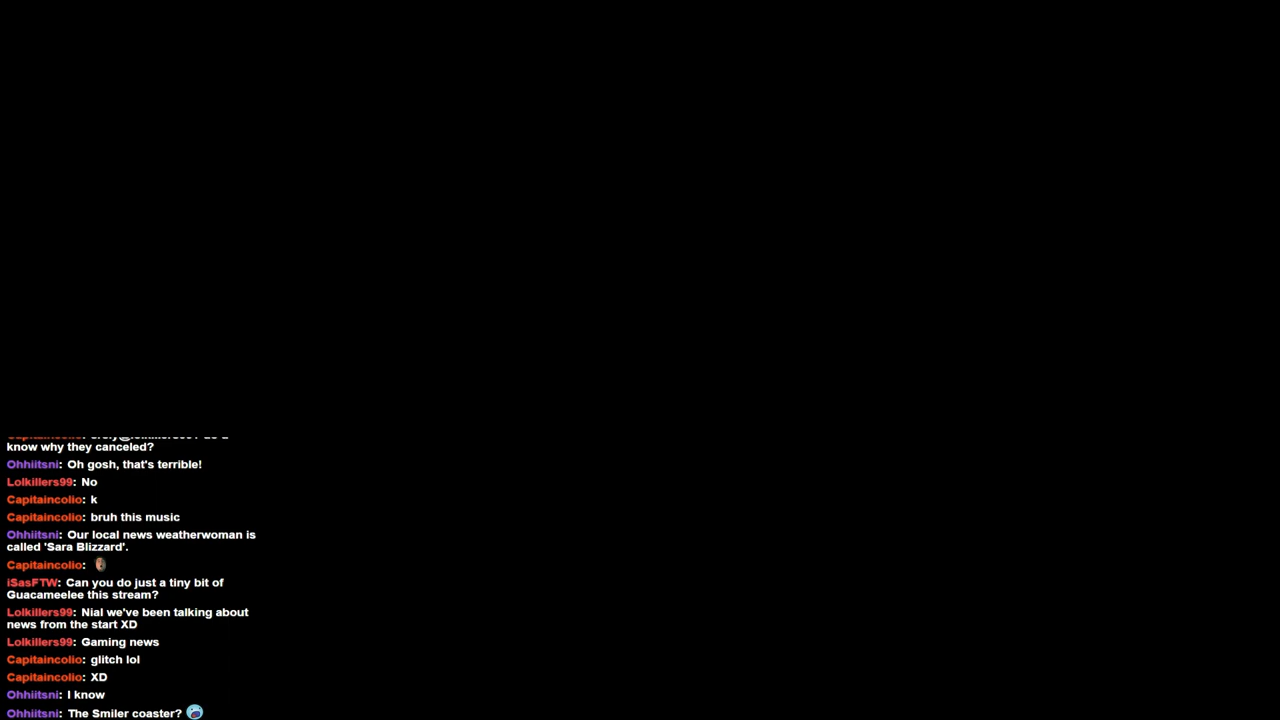 know why they canceled?
Ohhiitsni: Oh gosh, that's terrible!
Lolkillers99: No
Capitaincolio: k
Capitaincolio: bruh this music
Ohhiitsni: Our local news weatherwoman is
called 'Sara Blizzard'.
Capitaincolio:
iSasFTW: Can you do just a tiny bit of
Guacameelee this stream?
Lolkillers99: Nial we've been talking about
news from the start XD
Lolkillers99: Gaming news
Capitaincolio: glitch lol
Capitaincolio: XD
Ohhiitsni: I know
Ohhiitsni: The Smiler coaster?